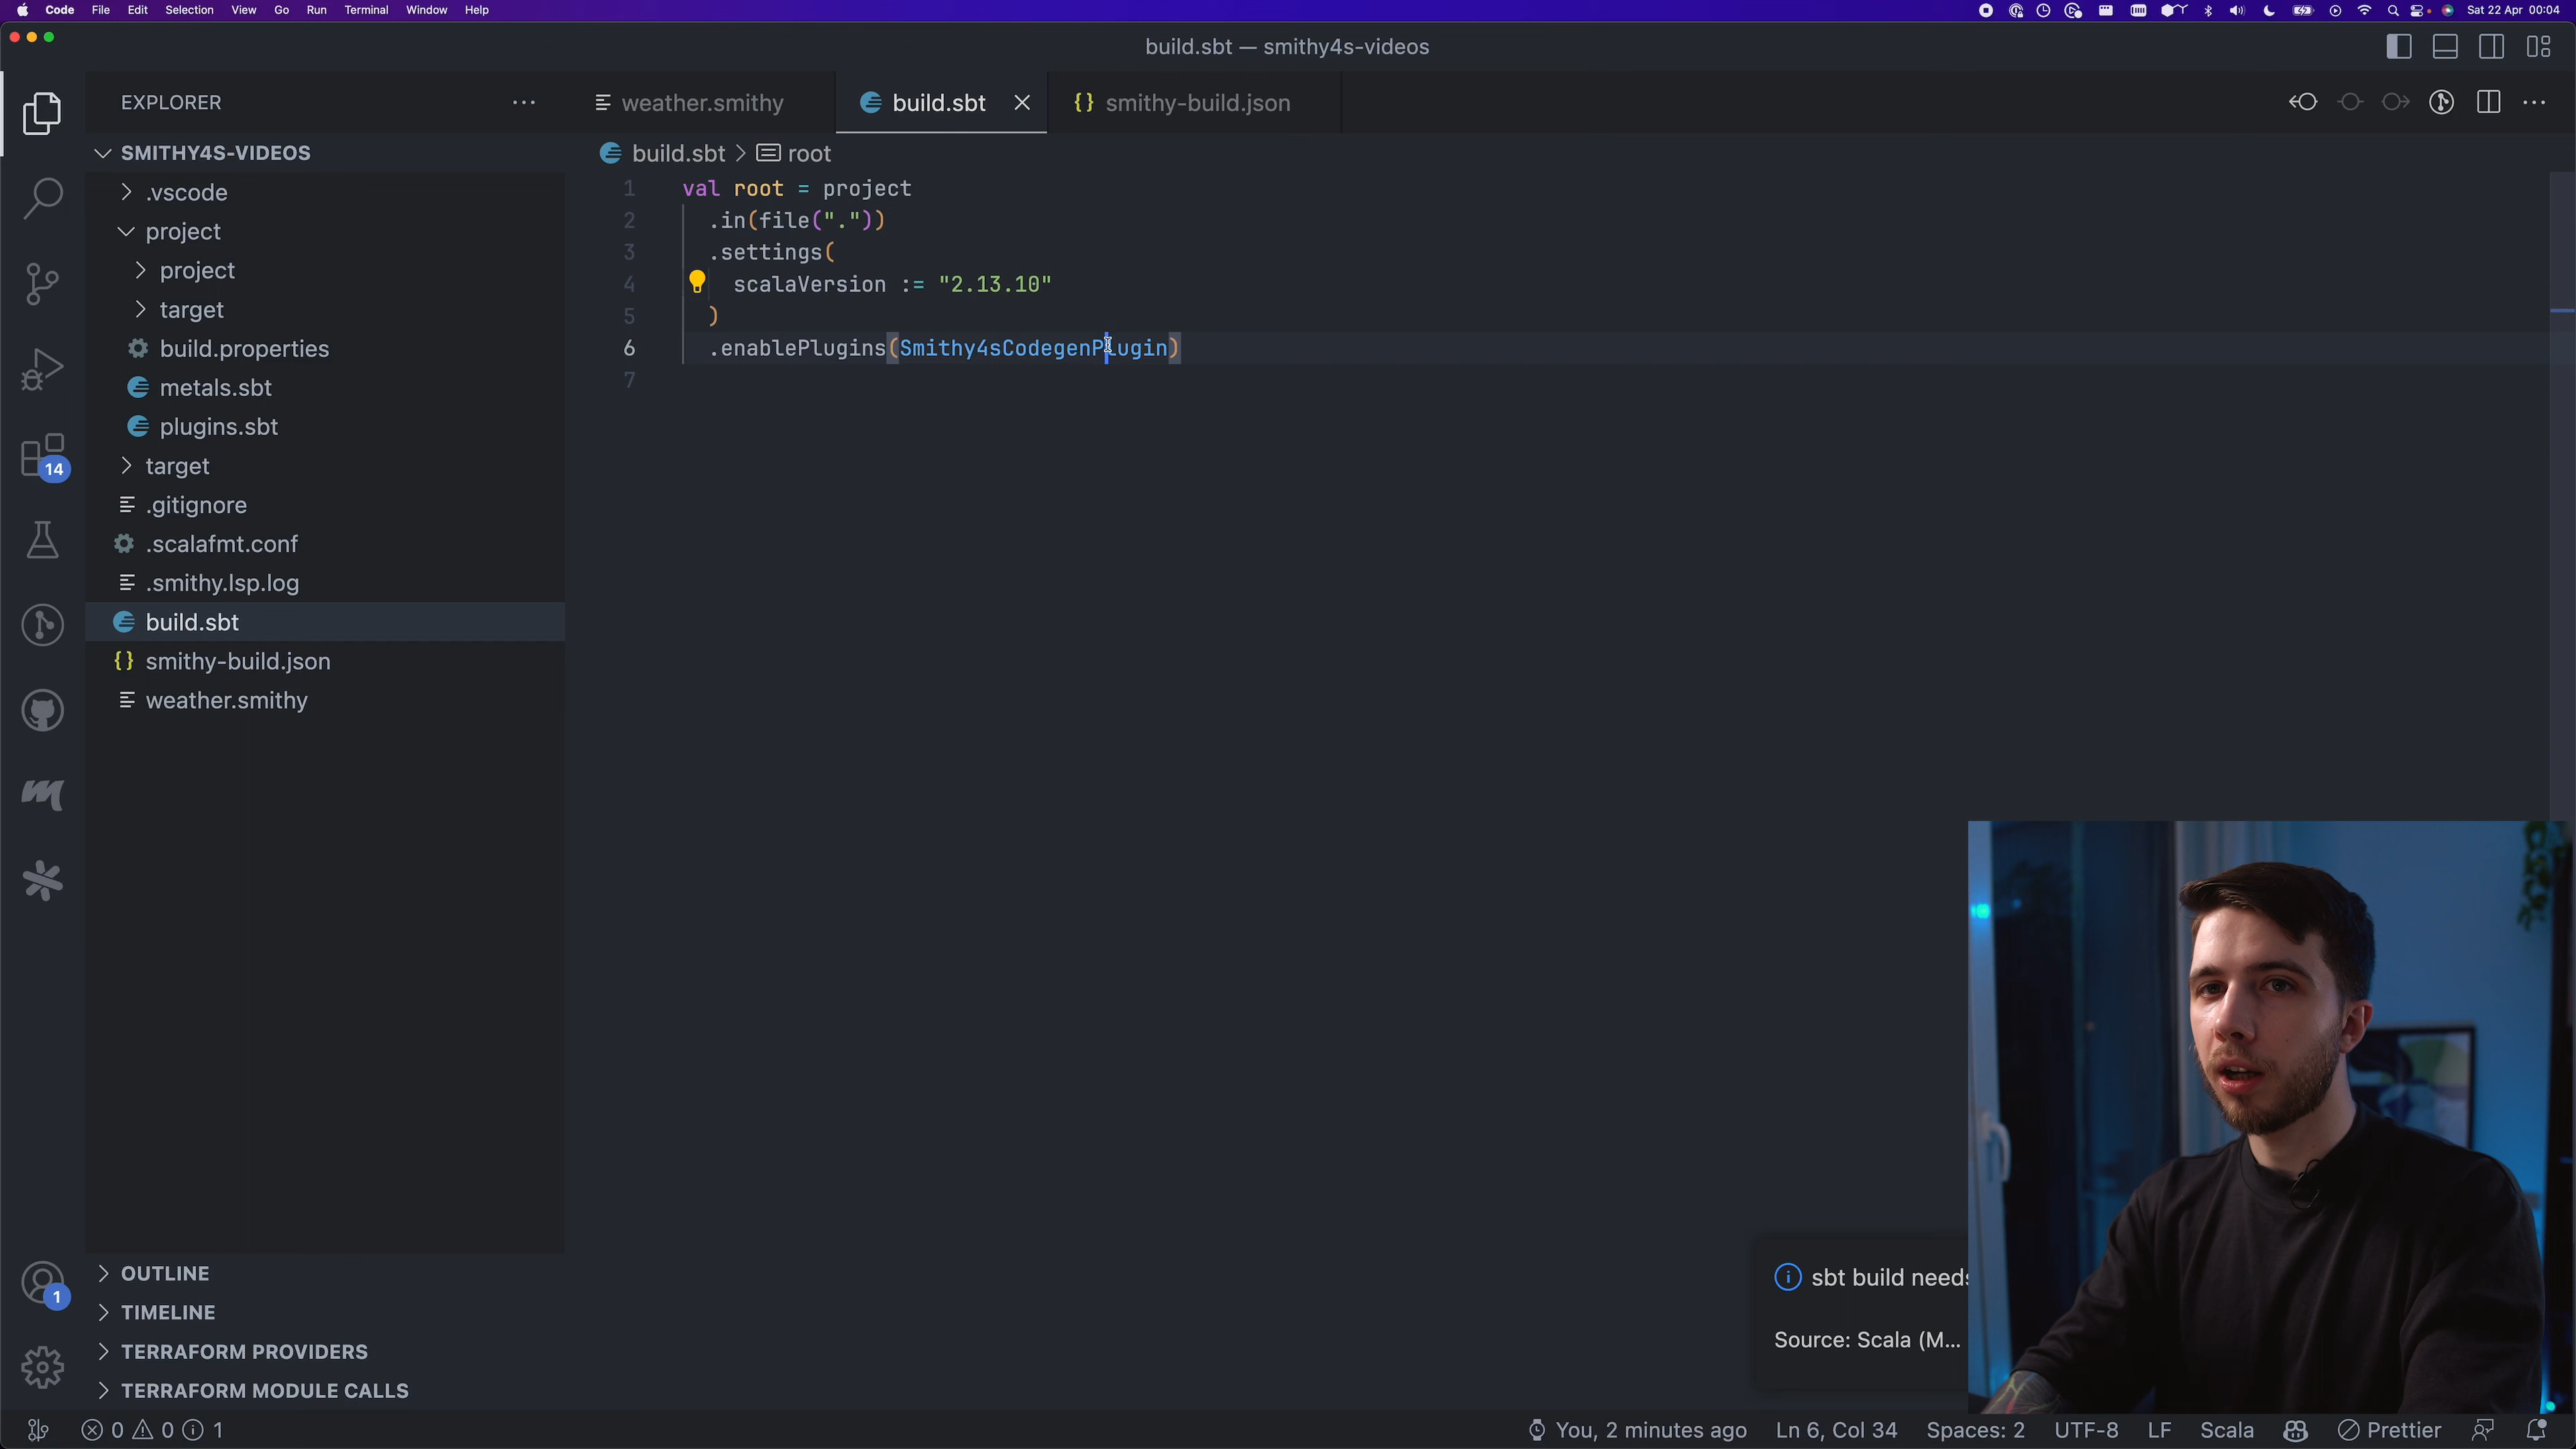 Code File Edit Selection View Go Run Terminal Window Help
Sat 22 Apr 00:04
build.sbt — smithy4s-videos
EXPLORER
weather.smithy
build.sbt
{} smithy-build.json
SMITHY4S-VIDEOS
.vscode
project
project
target
build.properties
metals.sbt
plugins.sbt
target
.gitignore
.scalafmt.conf
.smithy.lsp.log
build.sbt
{} smithy-build.json
weather.smithy
OUTLINE
TIMELINE
TERRAFORM PROVIDERS
TERRAFORM MODULE CALLS
14
1
build.sbt > root
1 val root = project
2 .in(file("."))
3 .settings(
4 scalaVersion := "2.13.10"
5 )
6 .enablePlugins(Smithy4sCodegenPlugin)
7
sbt build needs
Source: Scala (M...
0 0 1
You, 2 minutes ago
Ln 6, Col 34
Spaces: 2
UTF-8
LF
Scala
Prettier